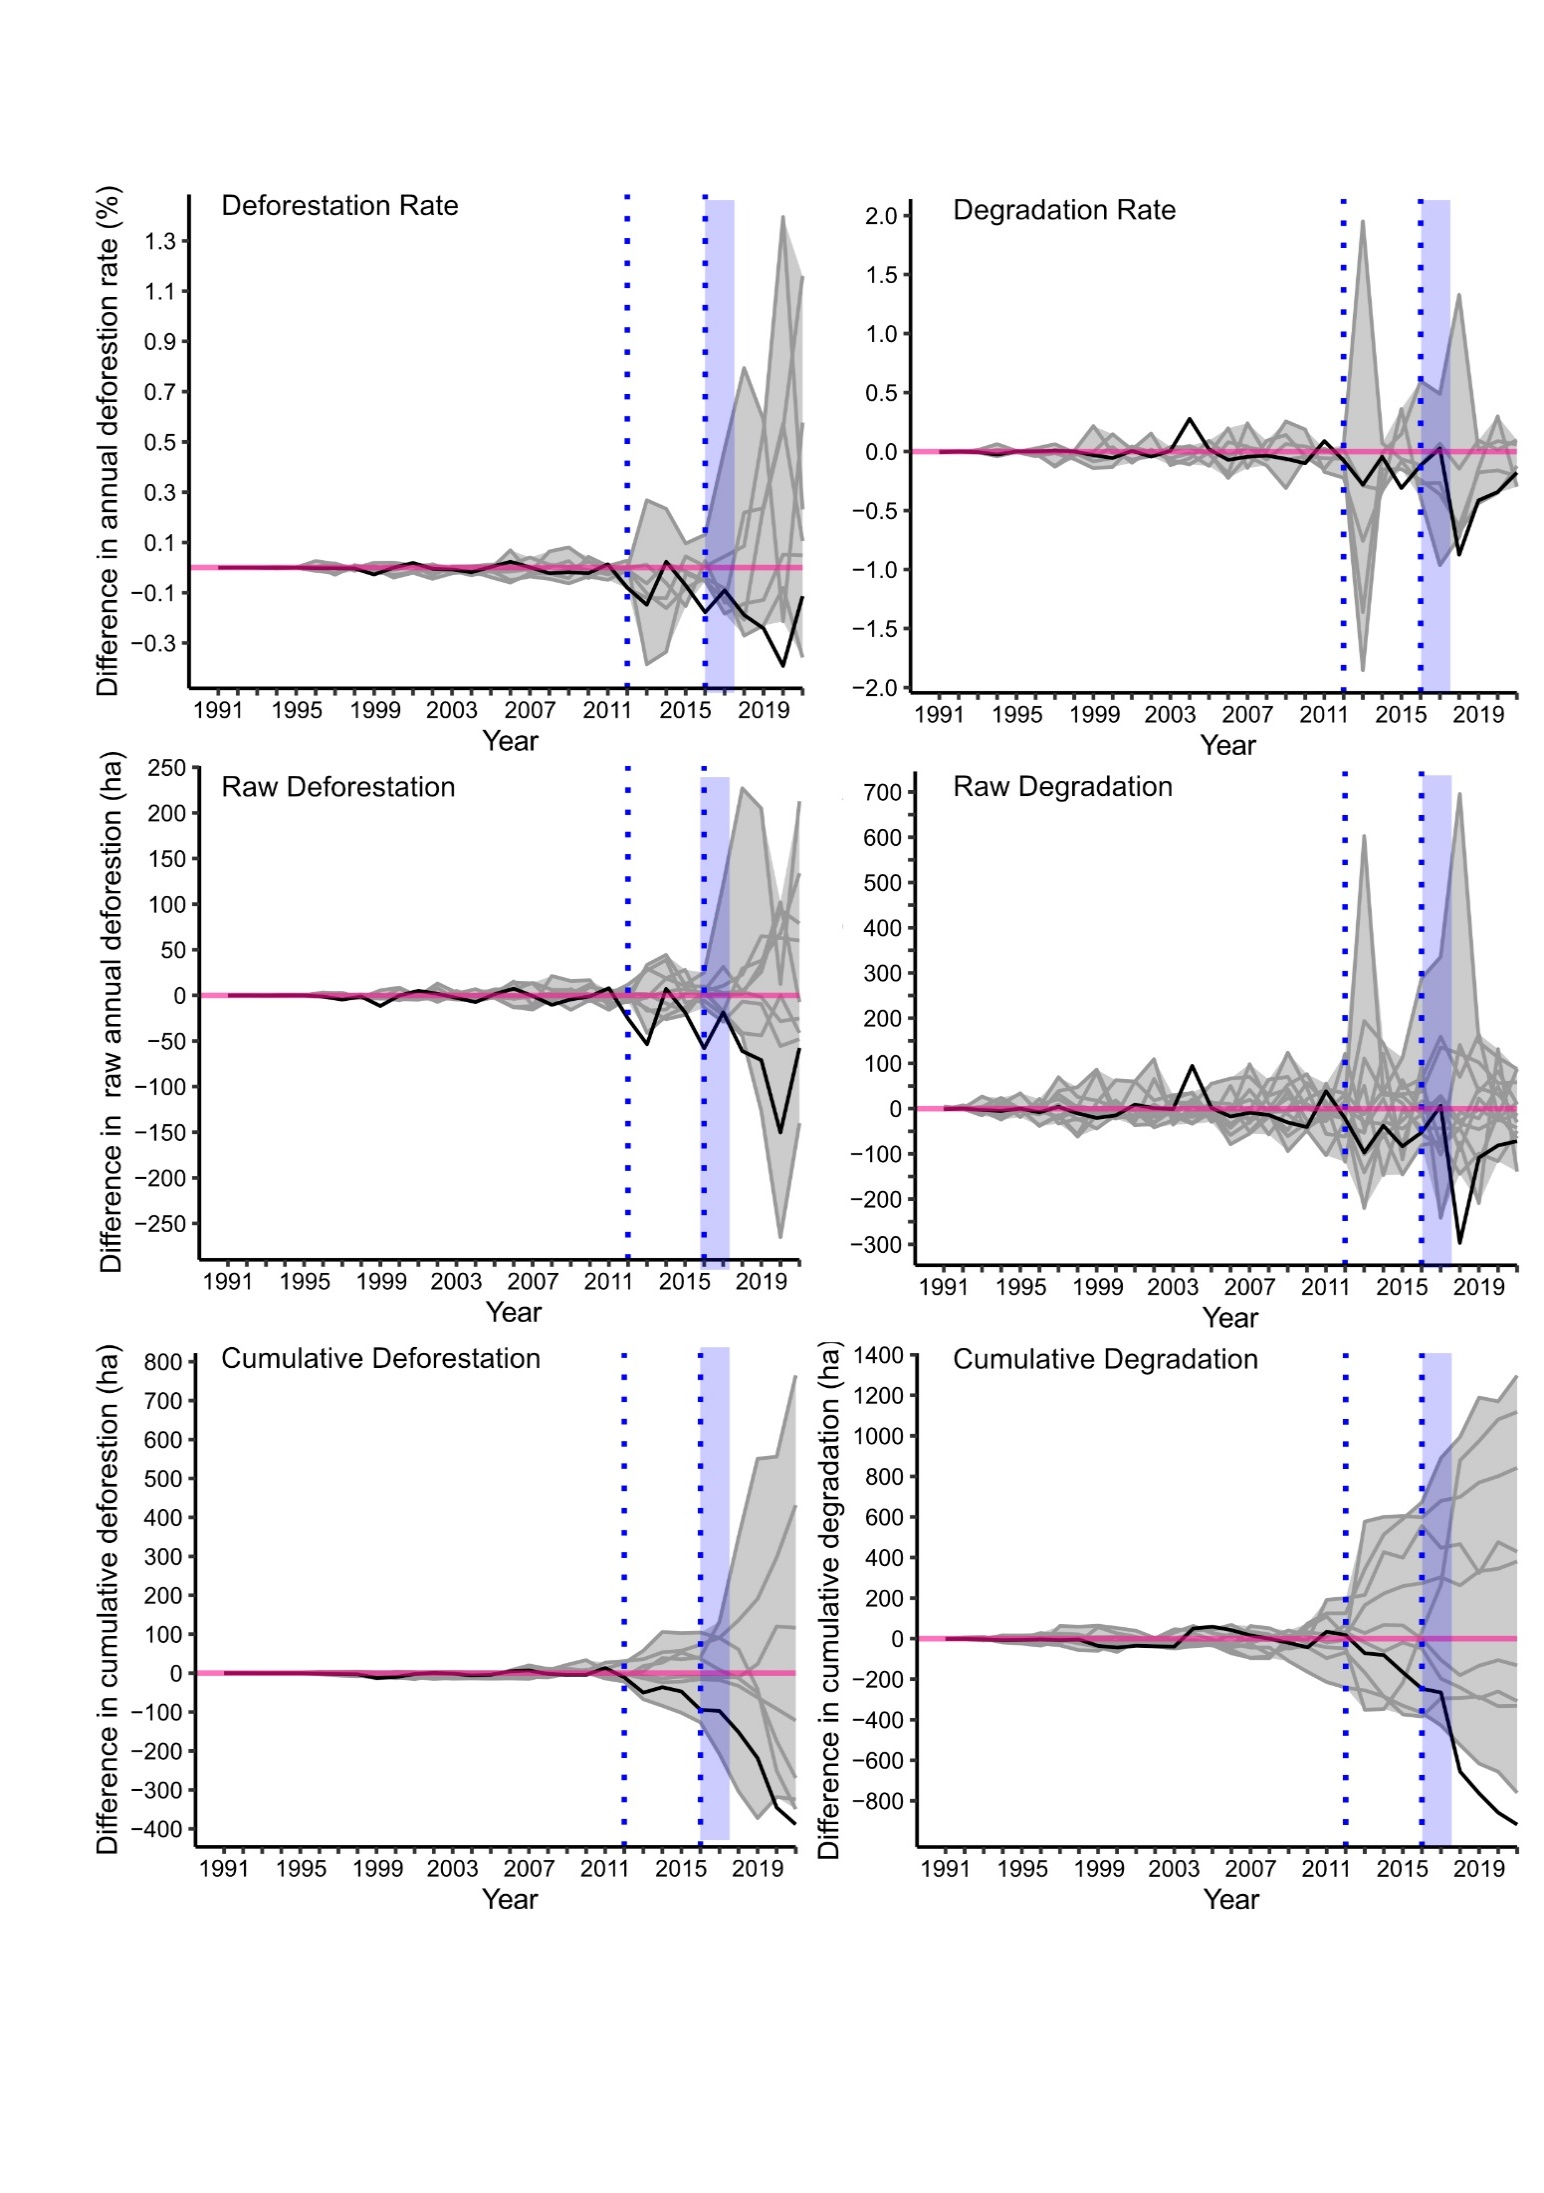 Deforestation Rate
Difference in annual deforestion rate (%)
1.3
1.1
0.9
0.7
0.5
0.3
0.1
−0.1
−0.3
1991 1995 1999 2003 2007 2011 2015 2019
Year
Degradation Rate
2.0
1.5
1.0
0.5
0.0
−0.5
−1.0
−1.5
−2.0
1991 1995 1999 2003 2007 2011 2015 2019
Year
Raw Deforestation
Difference in raw annual deforestion (ha)
250
200
150
100
50
0
−50
−100
−150
−200
−250
1991 1995 1999 2003 2007 2011 2015 2019
Year
Raw Degradation
700
600
500
400
300
200
100
0
−100
−200
−300
1991 1995 1999 2003 2007 2011 2015 2019
Year
Cumulative Deforestation
Difference in cumulative deforestion (ha)
800
700
600
500
400
300
200
100
0
−100
−200
−300
−400
1991 1995 1999 2003 2007 2011 2015 2019
Year
Cumulative Degradation
Difference in cumulative degradation (ha)
1400
1200
1000
800
600
400
200
0
−200
−400
−600
−800
1991 1995 1999 2003 2007 2011 2015 2019
Year